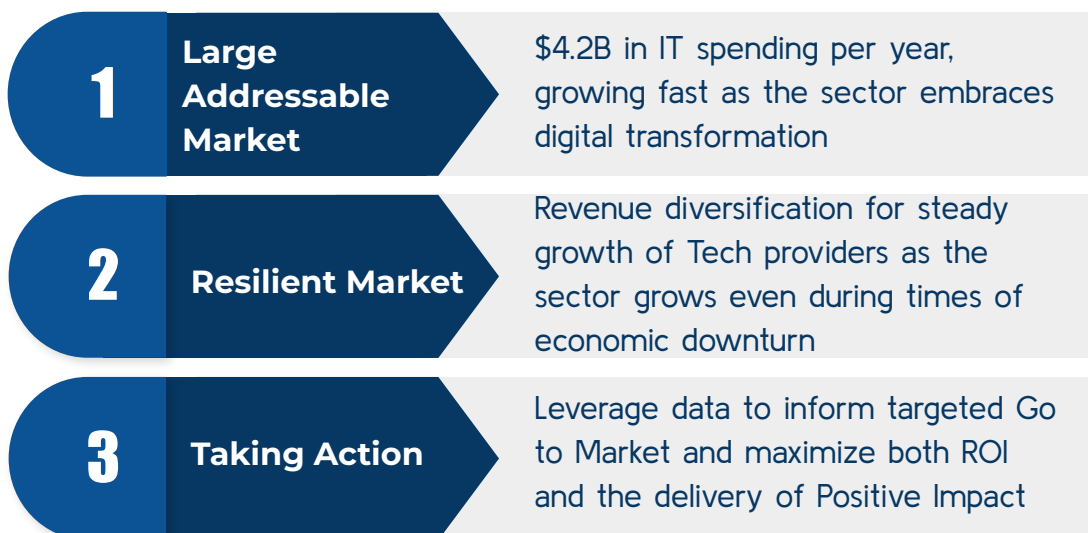 1
Large
Addressable
Market
$4.2B in IT spending per year,
growing fast as the sector embraces
digital transformation
2
Resilient Market
Revenue diversification for steady
growth of Tech providers as the
sector grows even during times of
economic downturn
3
Taking Action
Leverage data to inform targeted Go
to Market and maximize both ROI
and the delivery of Positive Impact